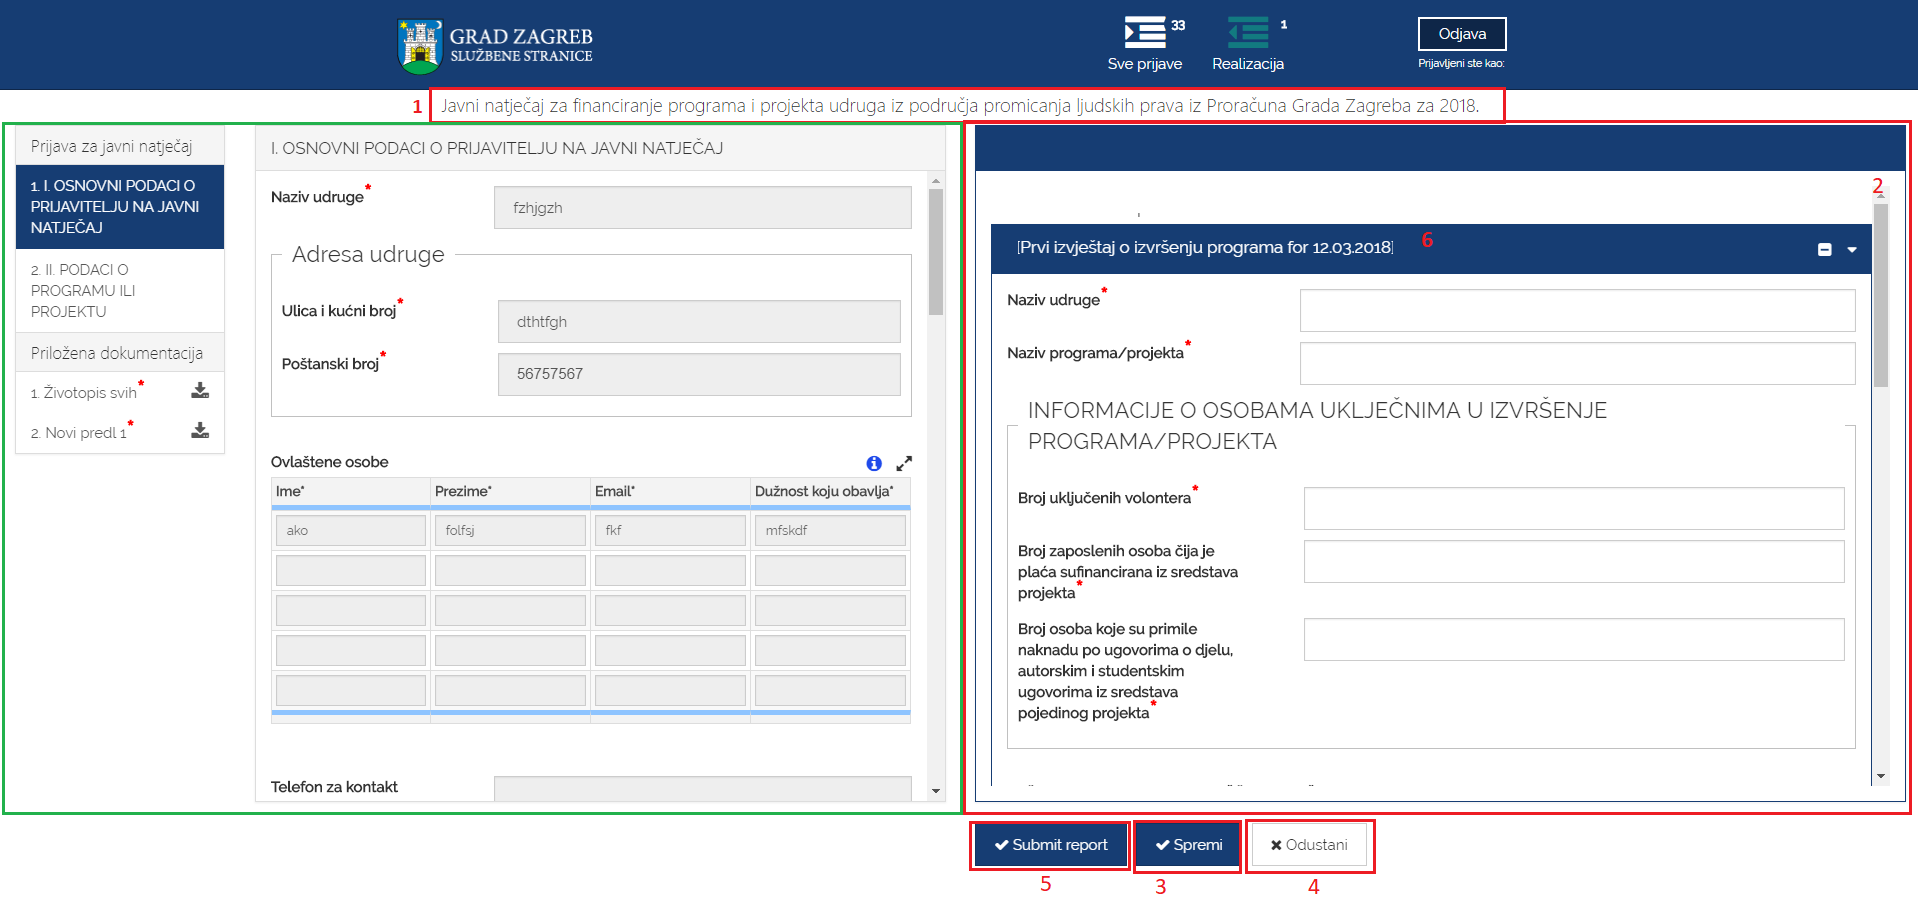 GRAD ZAGREB
SLUŽBENE STRANICE
33
Sve prijave
1
Realizacija
Odjava
Prijavljeni ste kao:
1
Javni natječaj za financiranje programa i projekta udruga iz područja promicanja ljudskih prava iz Proračuna Grada Zagreba za 2018.
Prijava za javni natječaj
1. I. OSNOVNI PODACI O
PRIJAVITELJU NA JAVNI
NATJEČAJ
2. II. PODACI O
PROGRAMU ILI
PROJEKTU
Priložena dokumentacija
1. Životopis svih*
2. Novi predl 1*
I. OSNOVNI PODACI O PRIJAVITELJU NA JAVNI NATJEČAJ
Naziv udruge*
fzhjgzh
Adresa udruge
Ulica i kućni broj*
dthtfgh
Poštanski broj*
56757567
Ovlaštene osobe
Ime* Prezime* Email* Dužnost koju obavlja*
ako folfsj fkf mfskdf
Telefon za kontakt
2
[Prvi izvještaj o izvršenju programa for 12.03.2018]
6
Naziv udruge*
Naziv programa/projekta*
INFORMACIJE O OSOBAMA UKLJEČNIMA U IZVRŠENJE
PROGRAMA/PROJEKTA
Broj uključenih volontera*
Broj zaposlenih osoba čija je
plaća sufinancirana iz sredstava
projekta*
Broj osoba koje su primile
naknadu po ugovorima o djelu,
autorskim i studentskim
ugovorima iz sredstava
pojedinog projekta*
Submit report
Spremi
Odustani
5
3
4